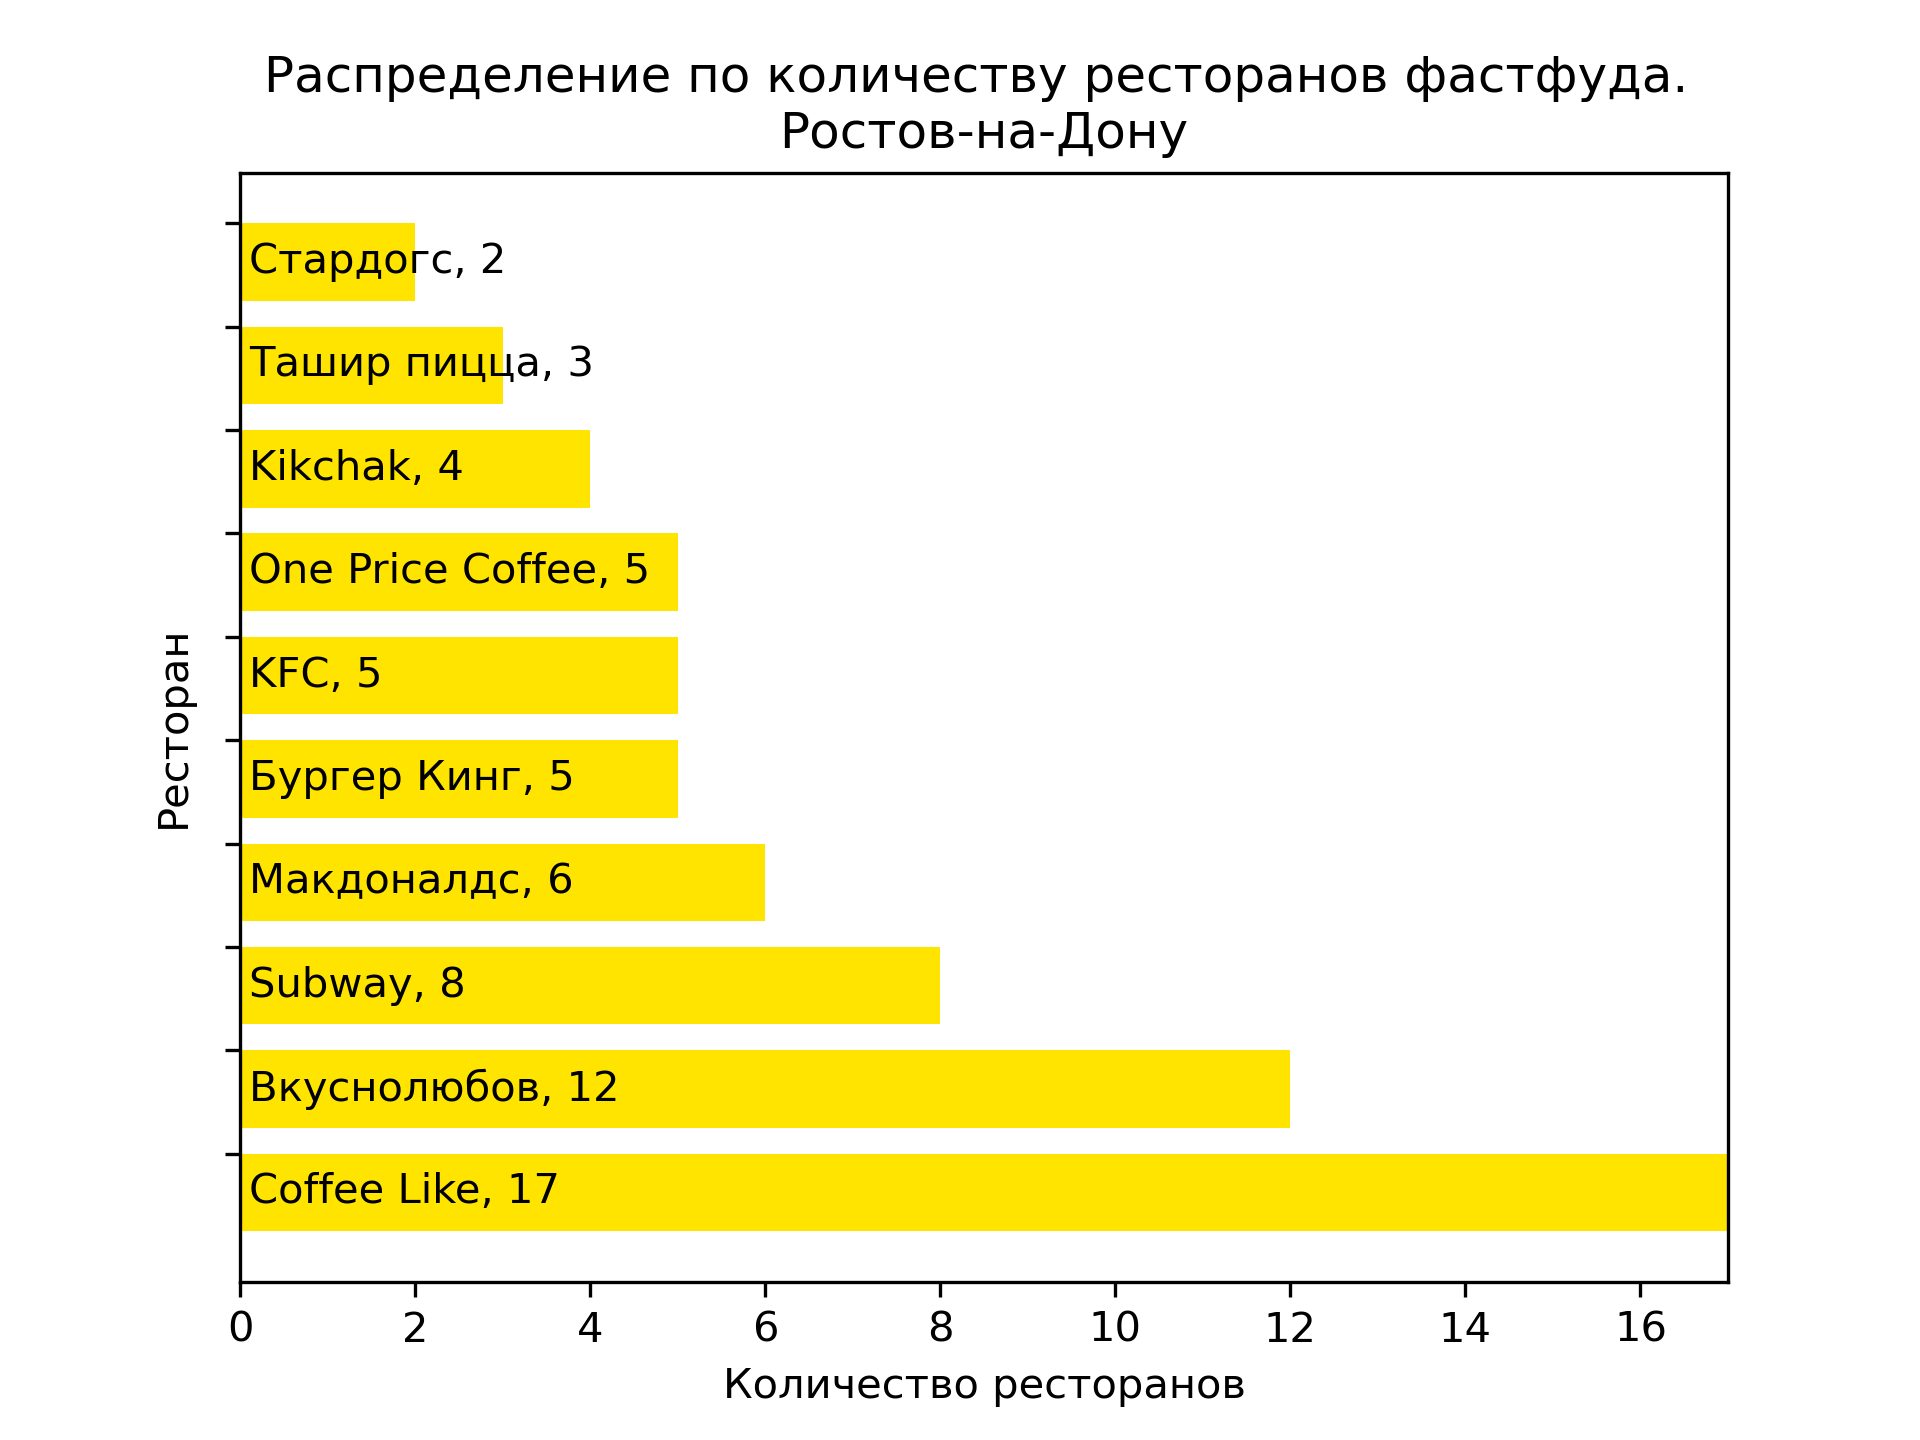 Распределение по количеству ресторанов фастфуда.
Ростов-на-Дону
Стардогс, 2
Ташир пицца, 3
Kikchak, 4
One Price Coffee, 5
KFC, 5
Бургер Кинг, 5
Макдоналдс, 6
Subway, 8
Вкуснолюбов, 12
Coffee Like, 17
Ресторан
0 2 4 6 8 10 12 14 16
Количество ресторанов